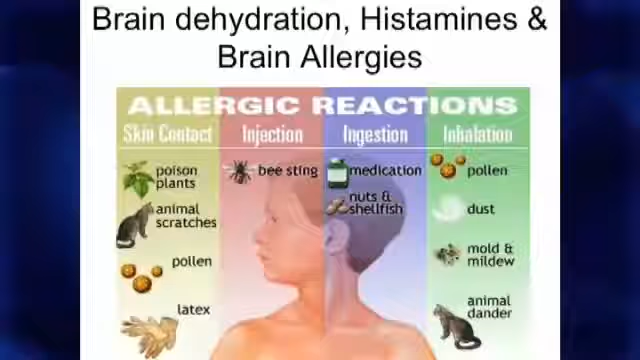 Brain dehydration, Histamines &
Brain Allergies
ALLERGIC REACTIONS
Skin Contact
poison
plants
animal
scratches
pollen
latex
Injection
bee sting
Ingestion
medication
nuts &
shellfish
Inhalation
pollen
dust
mold &
mildew
animal
dander